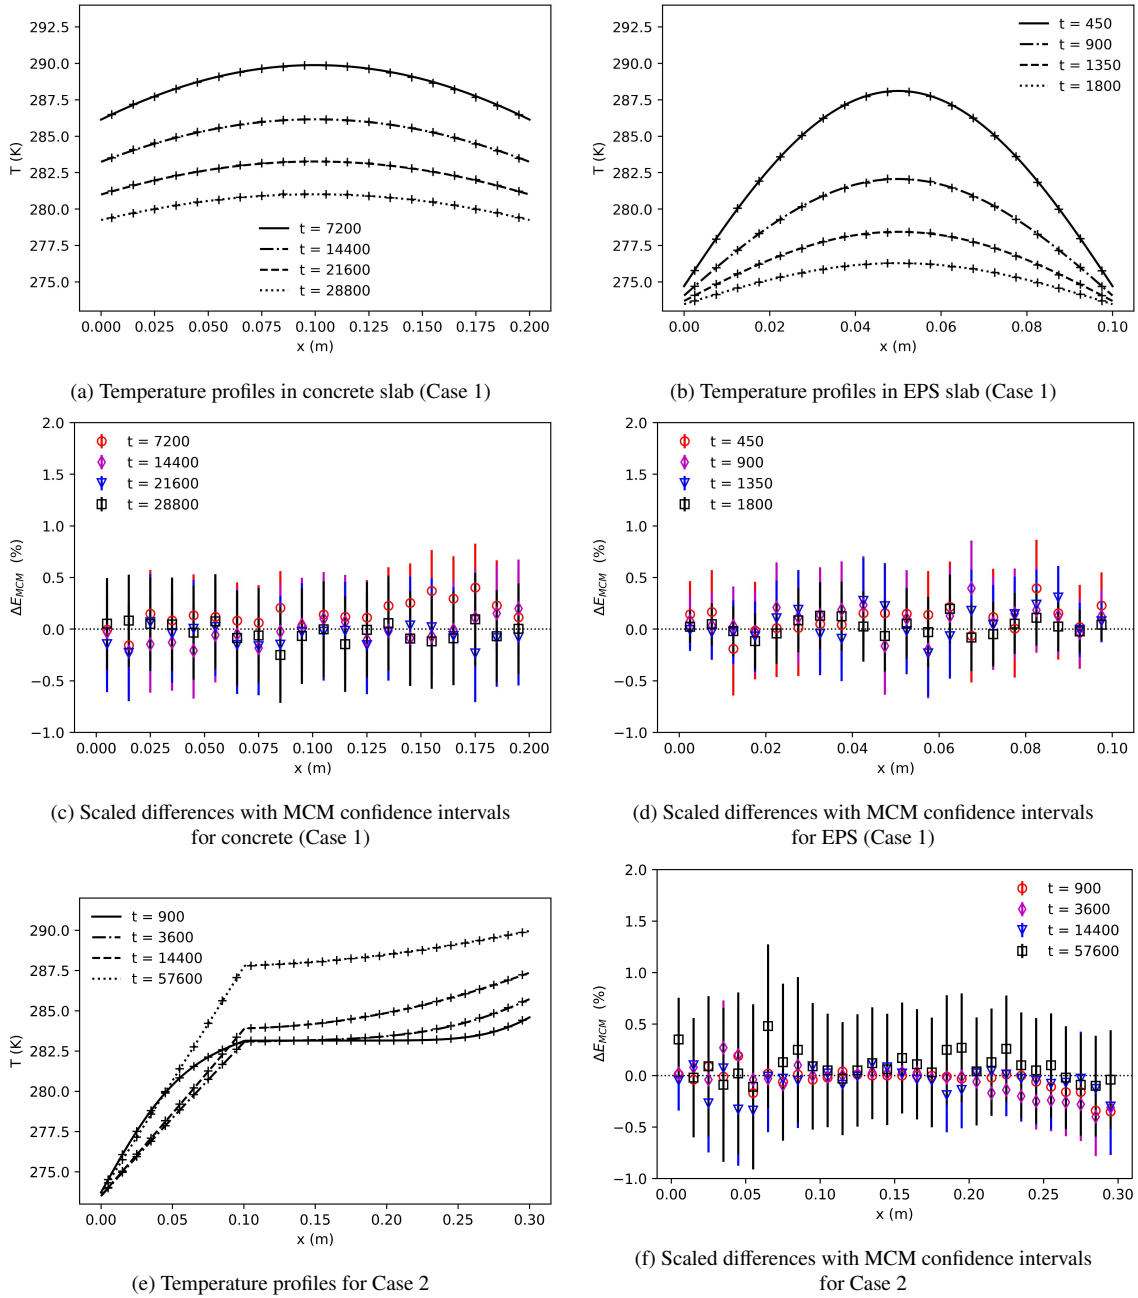 292.5
290.0
287.5
285.0
282.5
280.0
277.5
275.0
T (K)
t = 7200
t = 14400
t = 21600
t = 28800
0.000 0.025 0.050 0.075 0.100 0.125 0.150 0.175 0.200
x (m)
(a) Temperature profiles in concrete slab (Case 1)
292.5
290.0
287.5
285.0
282.5
280.0
277.5
275.0
T (K)
t = 450
t = 900
t = 1350
t = 1800
0.00 0.02 0.04 0.06 0.08 0.10
x (m)
(b) Temperature profiles in EPS slab (Case 1)
2.0
1.5
1.0
0.5
0.0
−0.5
−1.0
ΔE_MCM (%)
t = 7200
t = 14400
t = 21600
t = 28800
0.000 0.025 0.050 0.075 0.100 0.125 0.150 0.175 0.200
x (m)
(c) Scaled differences with MCM confidence intervals
for concrete (Case 1)
2.0
1.5
1.0
0.5
0.0
−0.5
−1.0
ΔE_MCM (%)
t = 450
t = 900
t = 1350
t = 1800
0.00 0.02 0.04 0.06 0.08 0.10
x (m)
(d) Scaled differences with MCM confidence intervals
for EPS (Case 1)
290.0
287.5
285.0
282.5
280.0
277.5
275.0
T (K)
t = 900
t = 3600
t = 14400
t = 57600
0.00 0.05 0.10 0.15 0.20 0.25 0.30
x (m)
(e) Temperature profiles for Case 2
2.0
1.5
1.0
0.5
0.0
−0.5
−1.0
ΔE_MCM (%)
t = 900
t = 3600
t = 14400
t = 57600
0.00 0.05 0.10 0.15 0.20 0.25 0.30
x (m)
(f) Scaled differences with MCM confidence intervals
for Case 2